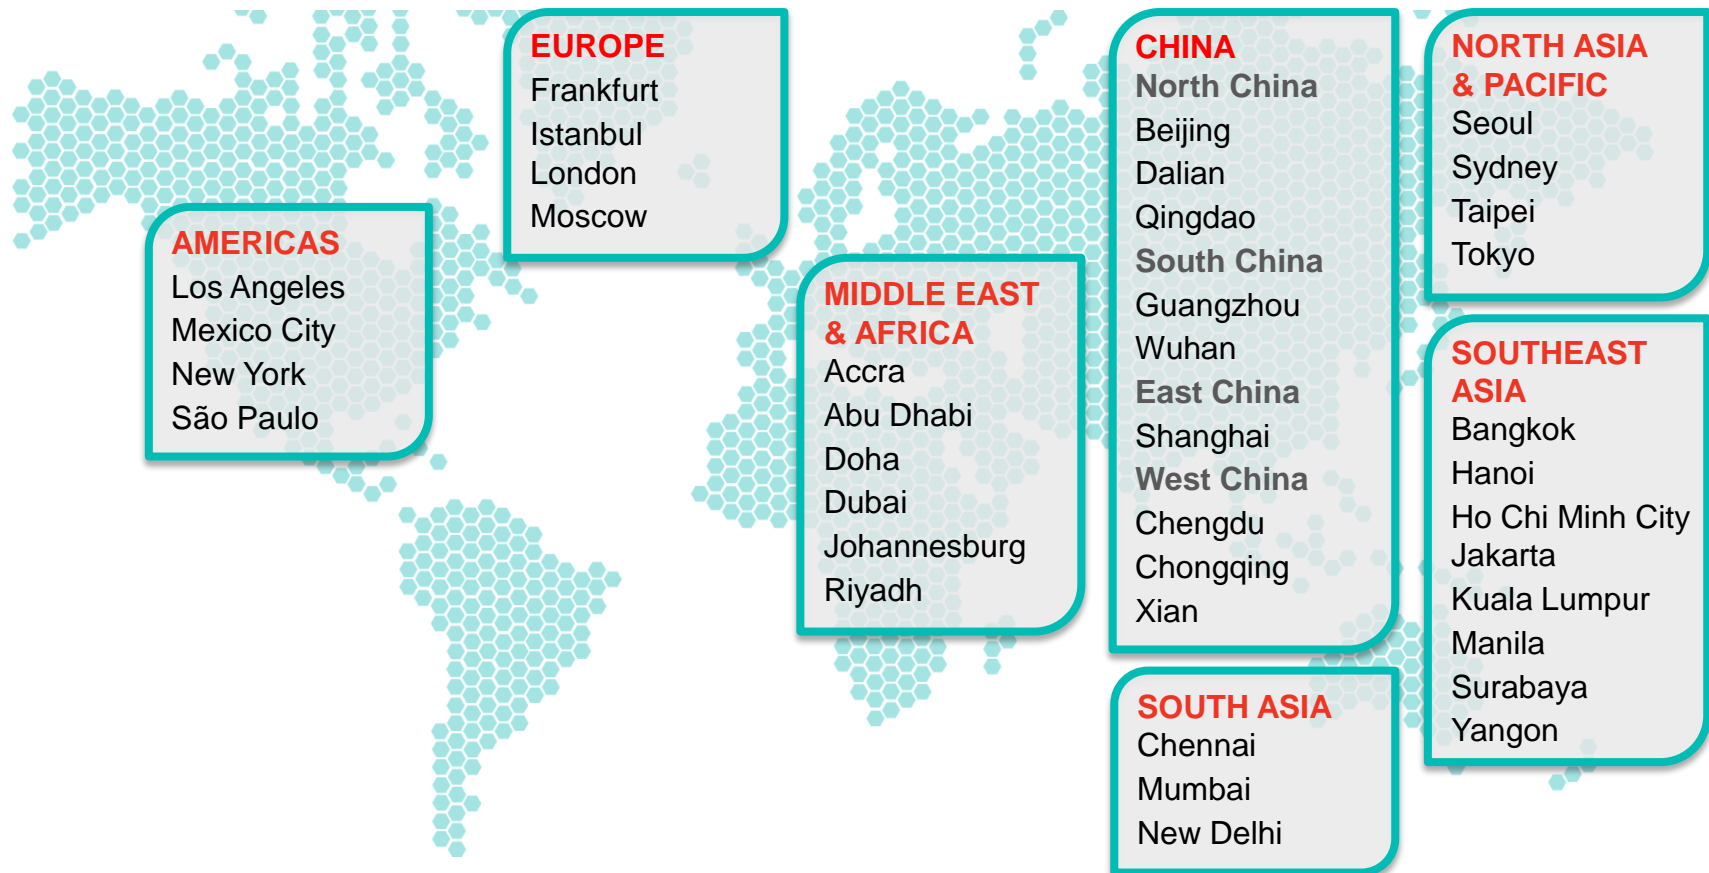 EUROPE
Frankfurt
Istanbul
London
Moscow
AMERICAS
Los Angeles
Mexico City
New York
São Paulo
MIDDLE EAST
& AFRICA
Accra
Abu Dhabi
Doha
Dubai
Johannesburg
Riyadh
CHINA
North China
Beijing
Dalian
Qingdao
South China
Guangzhou
Wuhan
East China
Shanghai
West China
Chengdu
Chongqing
Xian
SOUTH ASIA
Chennai
Mumbai
New Delhi
NORTH ASIA
& PACIFIC
Seoul
Sydney
Taipei
Tokyo
SOUTHEAST
ASIA
Bangkok
Hanoi
Ho Chi Minh City
Jakarta
Kuala Lumpur
Manila
Surabaya
Yangon